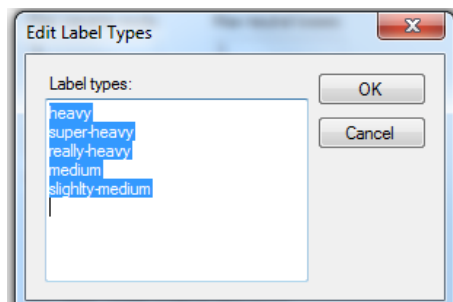 Edit Label Types
Label types:
OK
heavy
super-heavy
Cancel
really-heavy
medium
slighlty-medium